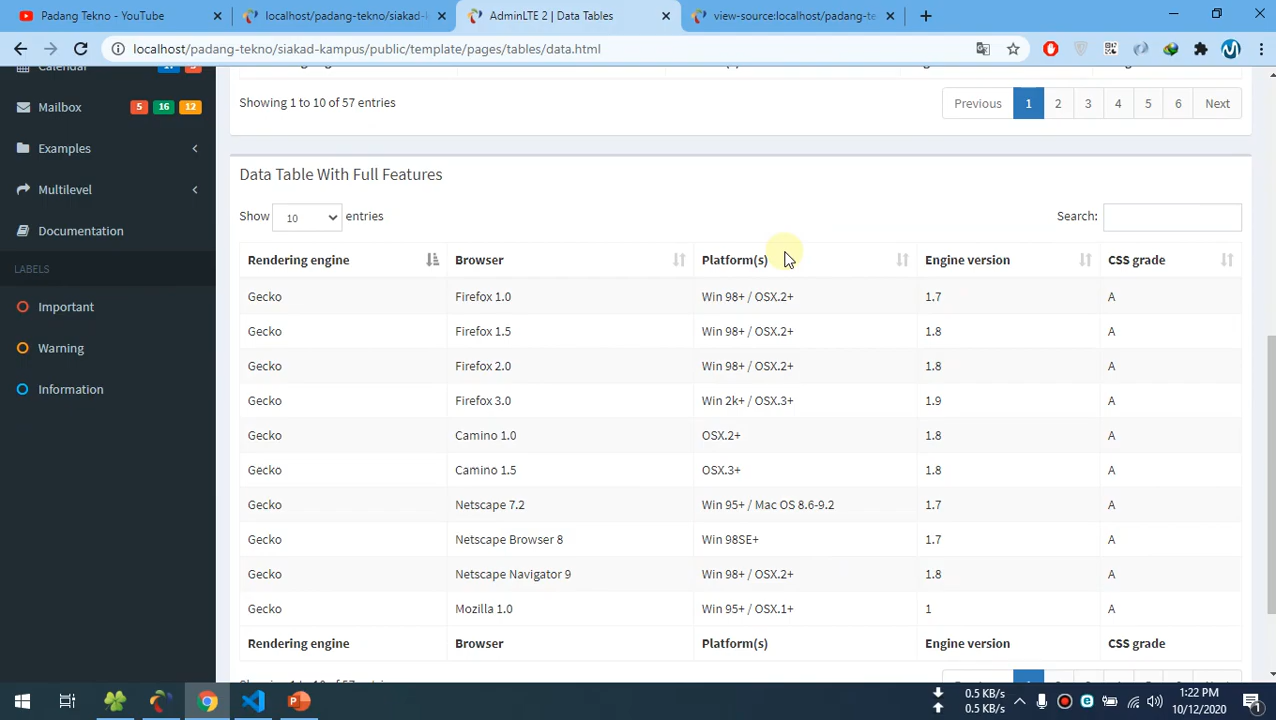 Padang Tekno - YouTube
localhost/padang-tekno/siakad-ka
AdminLTE 2 | Data Tables
view-source:localhost/padang-te
localhost/padang-tekno/siakad-kampus/public/template/pages/tables/data.html
Calendar
Mailbox 5 16 12
Examples
Multilevel
Documentation
LABELS
Important
Warning
Information
Showing 1 to 10 of 57 entries
Previous 1 2 3 4 5 6 Next
Data Table With Full Features
Show 10 entries Search:
Rendering engine Browser Platform(s) Engine version CSS grade
Gecko Firefox 1.0 Win 98+ / OSX.2+ 1.7 A
Gecko Firefox 1.5 Win 98+ / OSX.2+ 1.8 A
Gecko Firefox 2.0 Win 98+ / OSX.2+ 1.8 A
Gecko Firefox 3.0 Win 2k+ / OSX.3+ 1.9 A
Gecko Camino 1.0 OSX.2+ 1.8 A
Gecko Camino 1.5 OSX.3+ 1.8 A
Gecko Netscape 7.2 Win 95+ / Mac OS 8.6-9.2 1.7 A
Gecko Netscape Browser 8 Win 98SE+ 1.7 A
Gecko Netscape Navigator 9 Win 98+ / OSX.2+ 1.8 A
Gecko Mozilla 1.0 Win 95+ / OSX.1+ 1 A
Rendering engine Browser Platform(s) Engine version CSS grade
Showing 1 to 10 of 57 entries
0.5 KB/s
0.5 KB/s
1:22 PM
10/12/2020